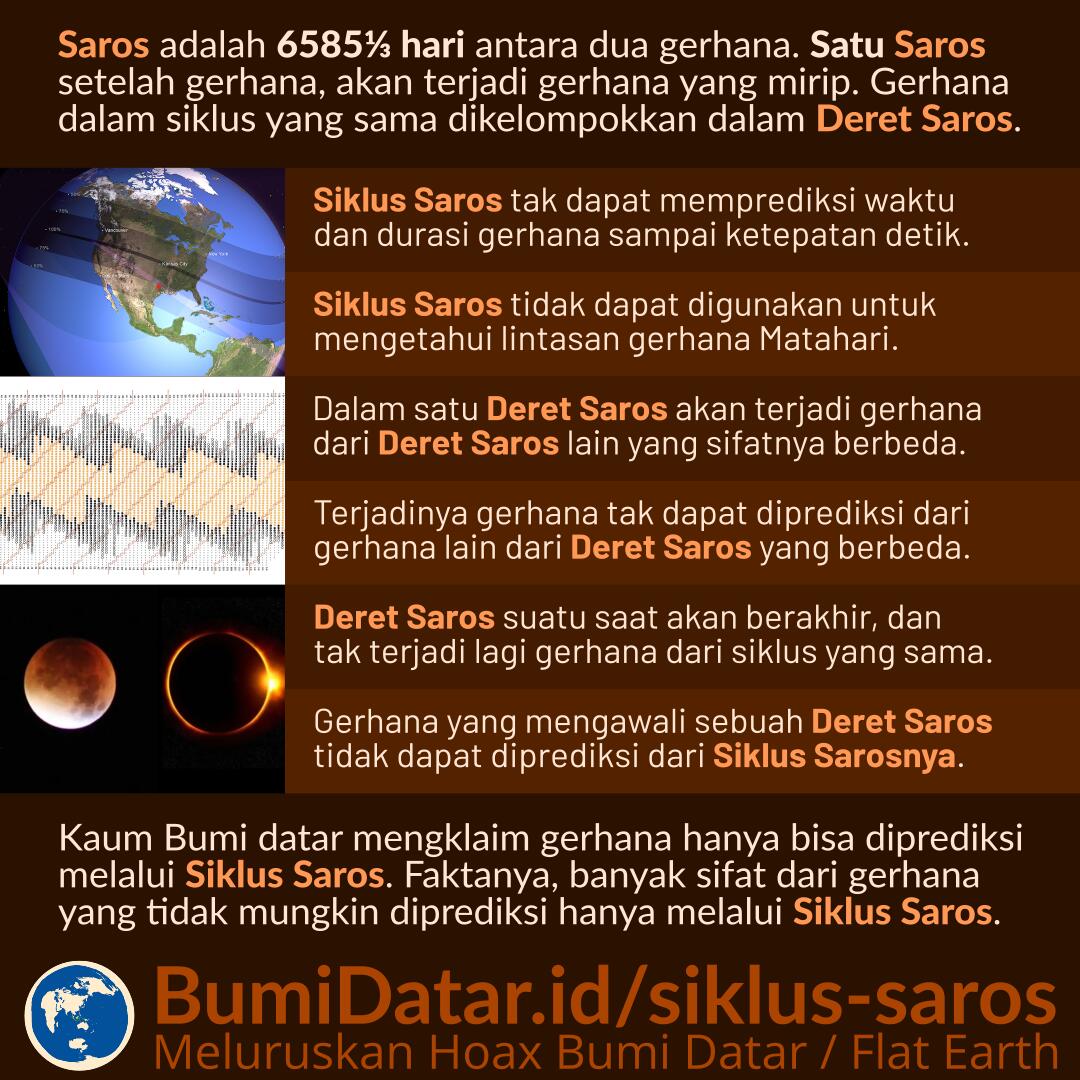 Saros adalah 6585⅓ hari antara dua gerhana. Satu Saros
setelah gerhana, akan terjadi gerhana yang mirip. Gerhana
dalam siklus yang sama dikelompokkan dalam Deret Saros.
Siklus Saros tak dapat memprediksi waktu
dan durasi gerhana sampai ketepatan detik.
Siklus Saros tidak dapat digunakan untuk
mengetahui lintasan gerhana Matahari.
Vancouver
New York
Kansas City
Dalam satu Deret Saros akan terjadi gerhana
dari Deret Saros lain yang sifatnya berbeda.
Terjadinya gerhana tak dapat diprediksi dari
gerhana lain dari Deret Saros yang berbeda.
Deret Saros suatu saat akan berakhir, dan
tak terjadi lagi gerhana dari siklus yang sama.
Gerhana yang mengawali sebuah Deret Saros
tidak dapat diprediksi dari Siklus Sarosnya.
Kaum Bumi datar mengklaim gerhana hanya bisa diprediksi
melalui Siklus Saros. Faktanya, banyak sifat dari gerhana
yang tidak mungkin diprediksi hanya melalui Siklus Saros.
BumiDatar.id/siklus-saros
Meluruskan Hoax Bumi Datar / Flat Earth